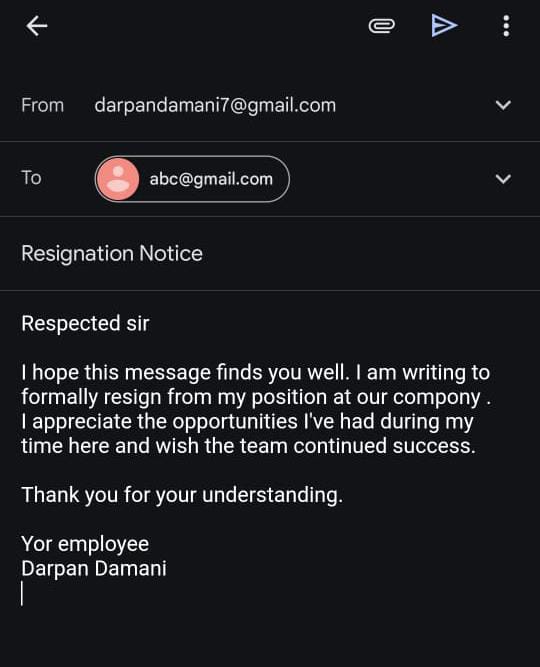 From darpandamani7@gmail.com
To abc@gmail.com
Resignation Notice
Respected sir
I hope this message finds you well. I am writing to
formally resign from my position at our compony .
I appreciate the opportunities I've had during my
time here and wish the team continued success.
Thank you for your understanding.
Yor employee
Darpan Damani